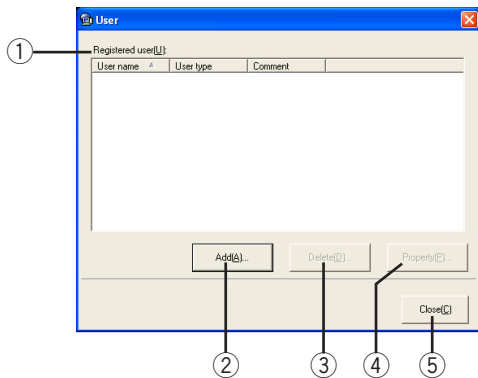 User
① Registered user(U):
User name User type Comment
Add(A)... Delete(D)... Property(P)...
Close(C)
② ③ ④ ⑤